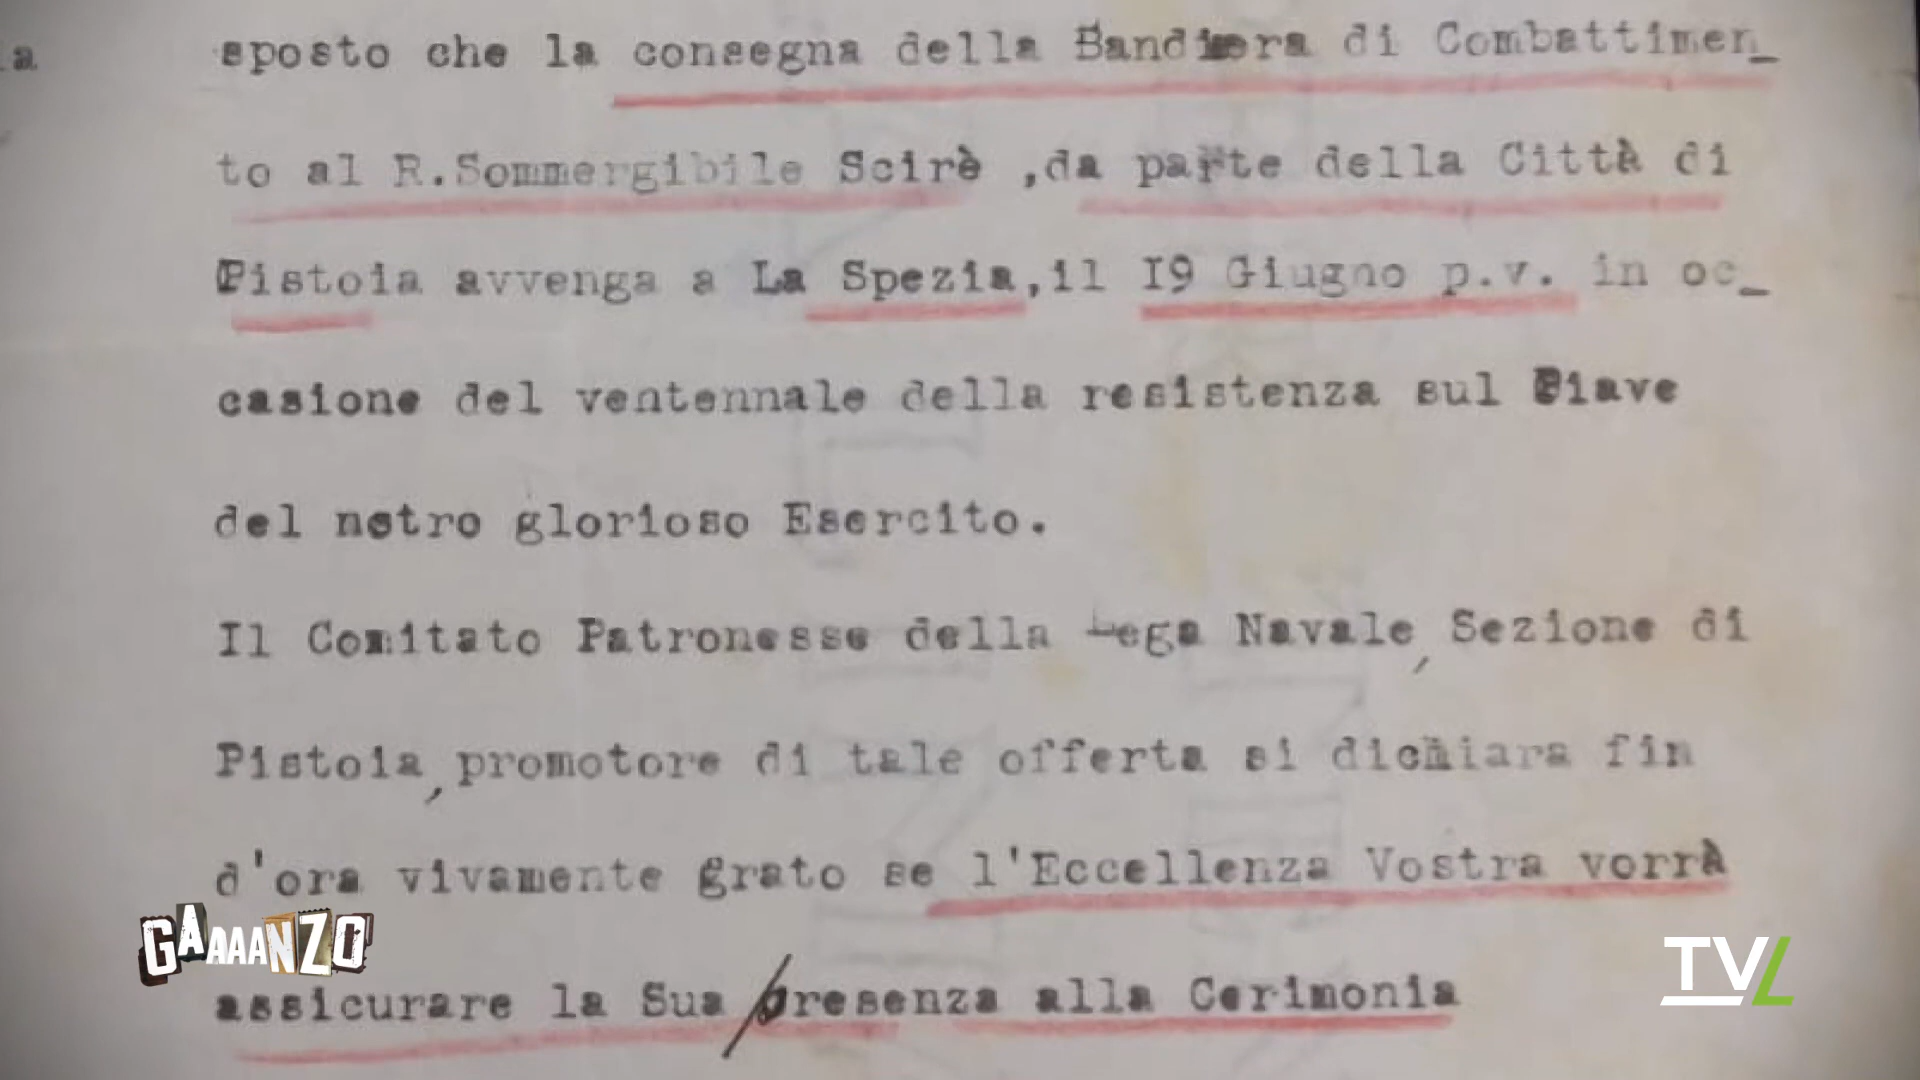 a sposto che la consegna della Bandiera di Combattimen_
to al R.Sommergibile Scirè ,da parte della Città di
Pistoia avvenga a La Spezia,il I9 Giugno p.v. in oc_
casione del ventennale della resistenza sul Piave
del nstro glorioso Esercito.
Il Comitato Patronesse della Lega Navale, Sezione di
Pistoia,promotore di tale offerta si dichiara fin
d'ora vivamente grato se l'Eccellenza Vostra vorrà
GAAAANZO
TVL
assicurare la Sua presenza alla Cerimonia